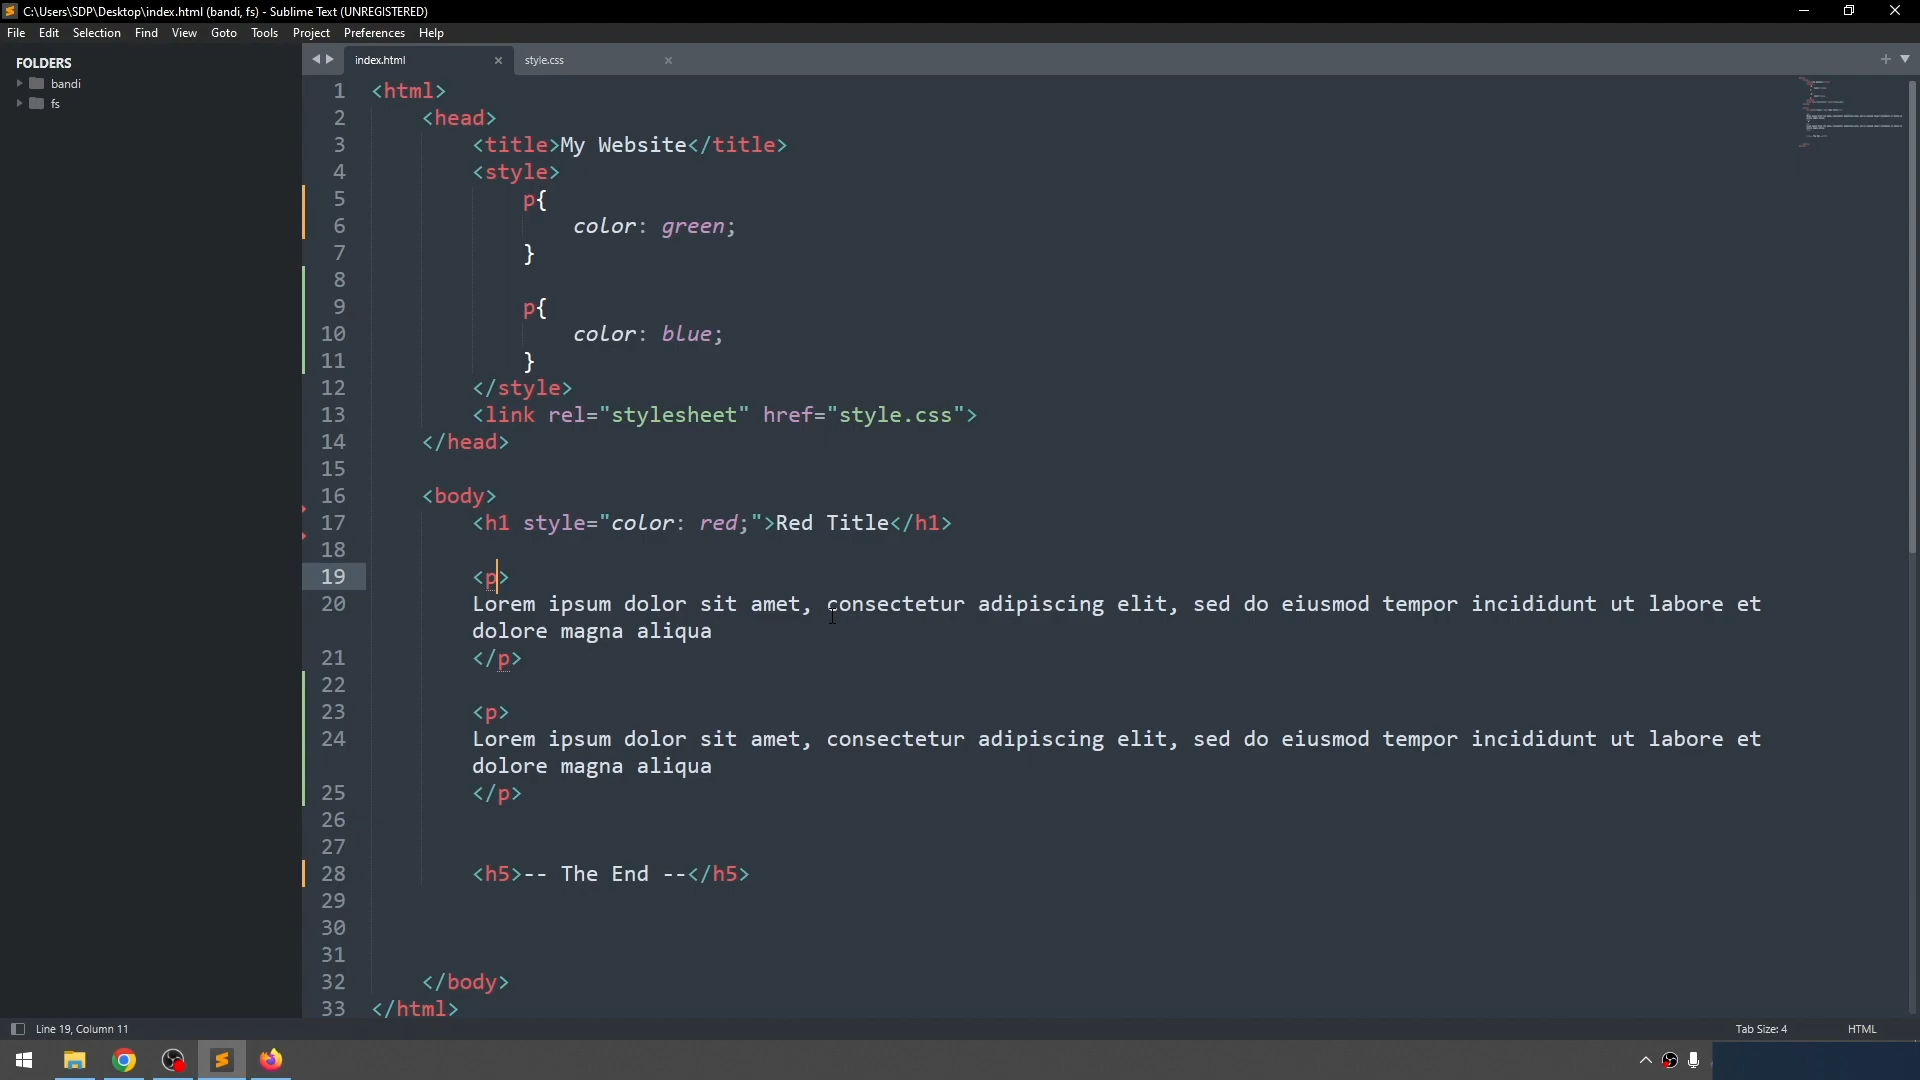 C:\Users\SDP\Desktop\index.html (bandi, fs) - Sublime Text (UNREGISTERED)
File Edit Selection Find View Goto Tools Project Preferences Help
FOLDERS
bandi
fs
index.html style.css
1 <html>
2 <head>
3 <title>My Website</title>
4 <style>
5 p{
6 color: green;
7 }
8
9 p{
10 color: blue;
11 }
12 </style>
13 <link rel="stylesheet" href="style.css">
14 </head>
15
16 <body>
17 <h1 style="color: red;">Red Title</h1>
18
19 <p>
20 Lorem ipsum dolor sit amet, consectetur adipiscing elit, sed do eiusmod tempor incididunt ut labore et
dolore magna aliqua
21 </p>
22
23 <p>
24 Lorem ipsum dolor sit amet, consectetur adipiscing elit, sed do eiusmod tempor incididunt ut labore et
dolore magna aliqua
25 </p>
26
27
28 <h5>-- The End --</h5>
29
30
31
32 </body>
33 </html>
Line 19, Column 11 Tab Size: 4 HTML